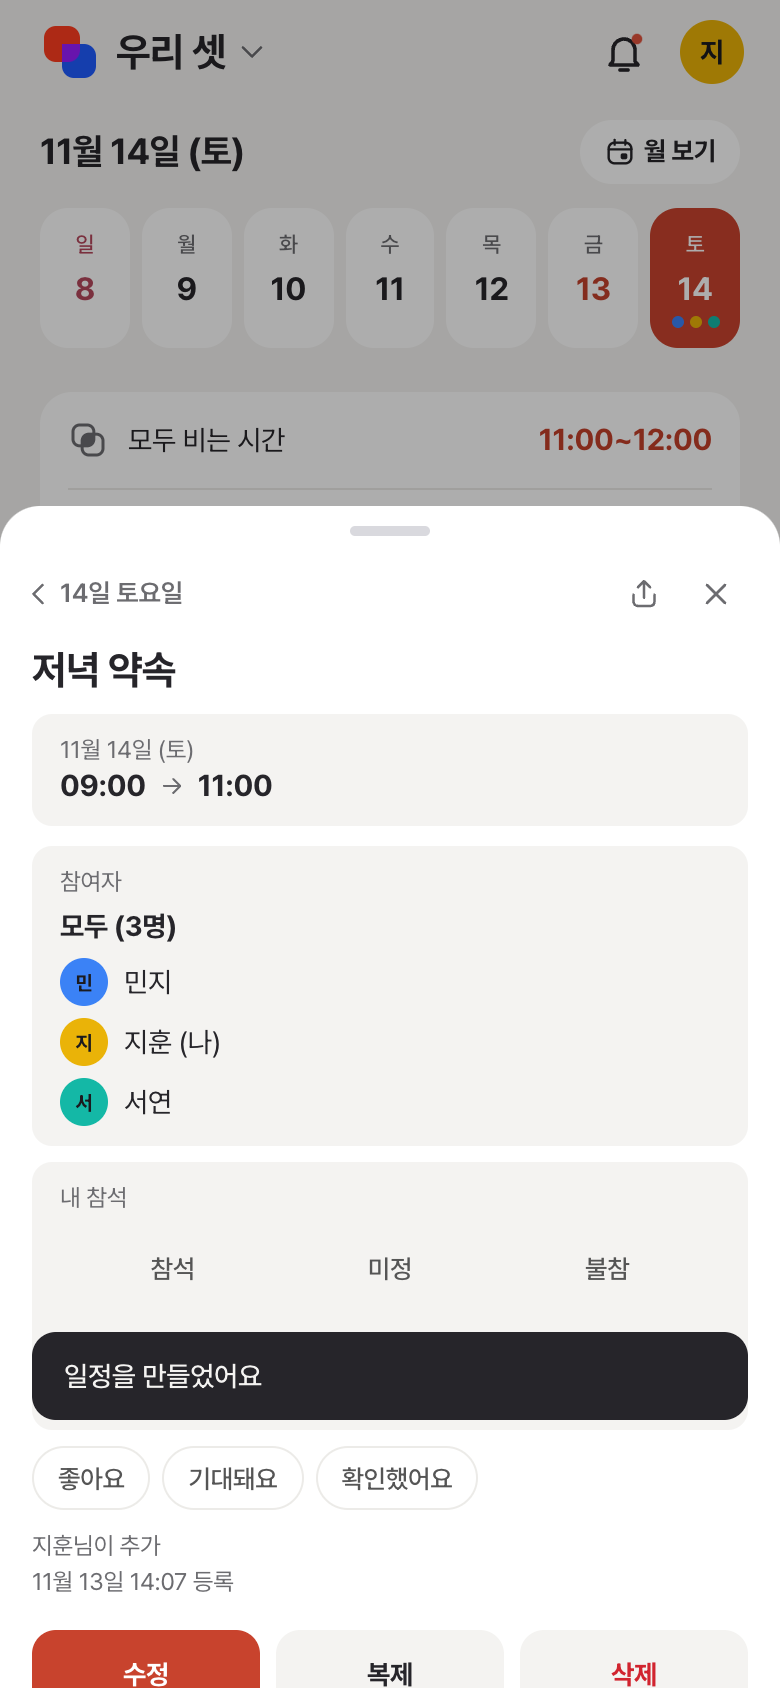 우리 셋
지
11월 14일 (토)
월 보기
일 월 화 수 목 금 토
8 9 10 11 12 13 14
모두 비는 시간 11:00~12:00
14일 토요일
저녁 약속
11월 14일 (토)
09:00 → 11:00
참여자
모두 (3명)
민 민지
지 지훈 (나)
서 서연
내 참석
참석 미정 불참
일정을 만들었어요
좋아요 기대돼요 확인했어요
지훈님이 추가
11월 13일 14:07 등록
수정 복제 삭제